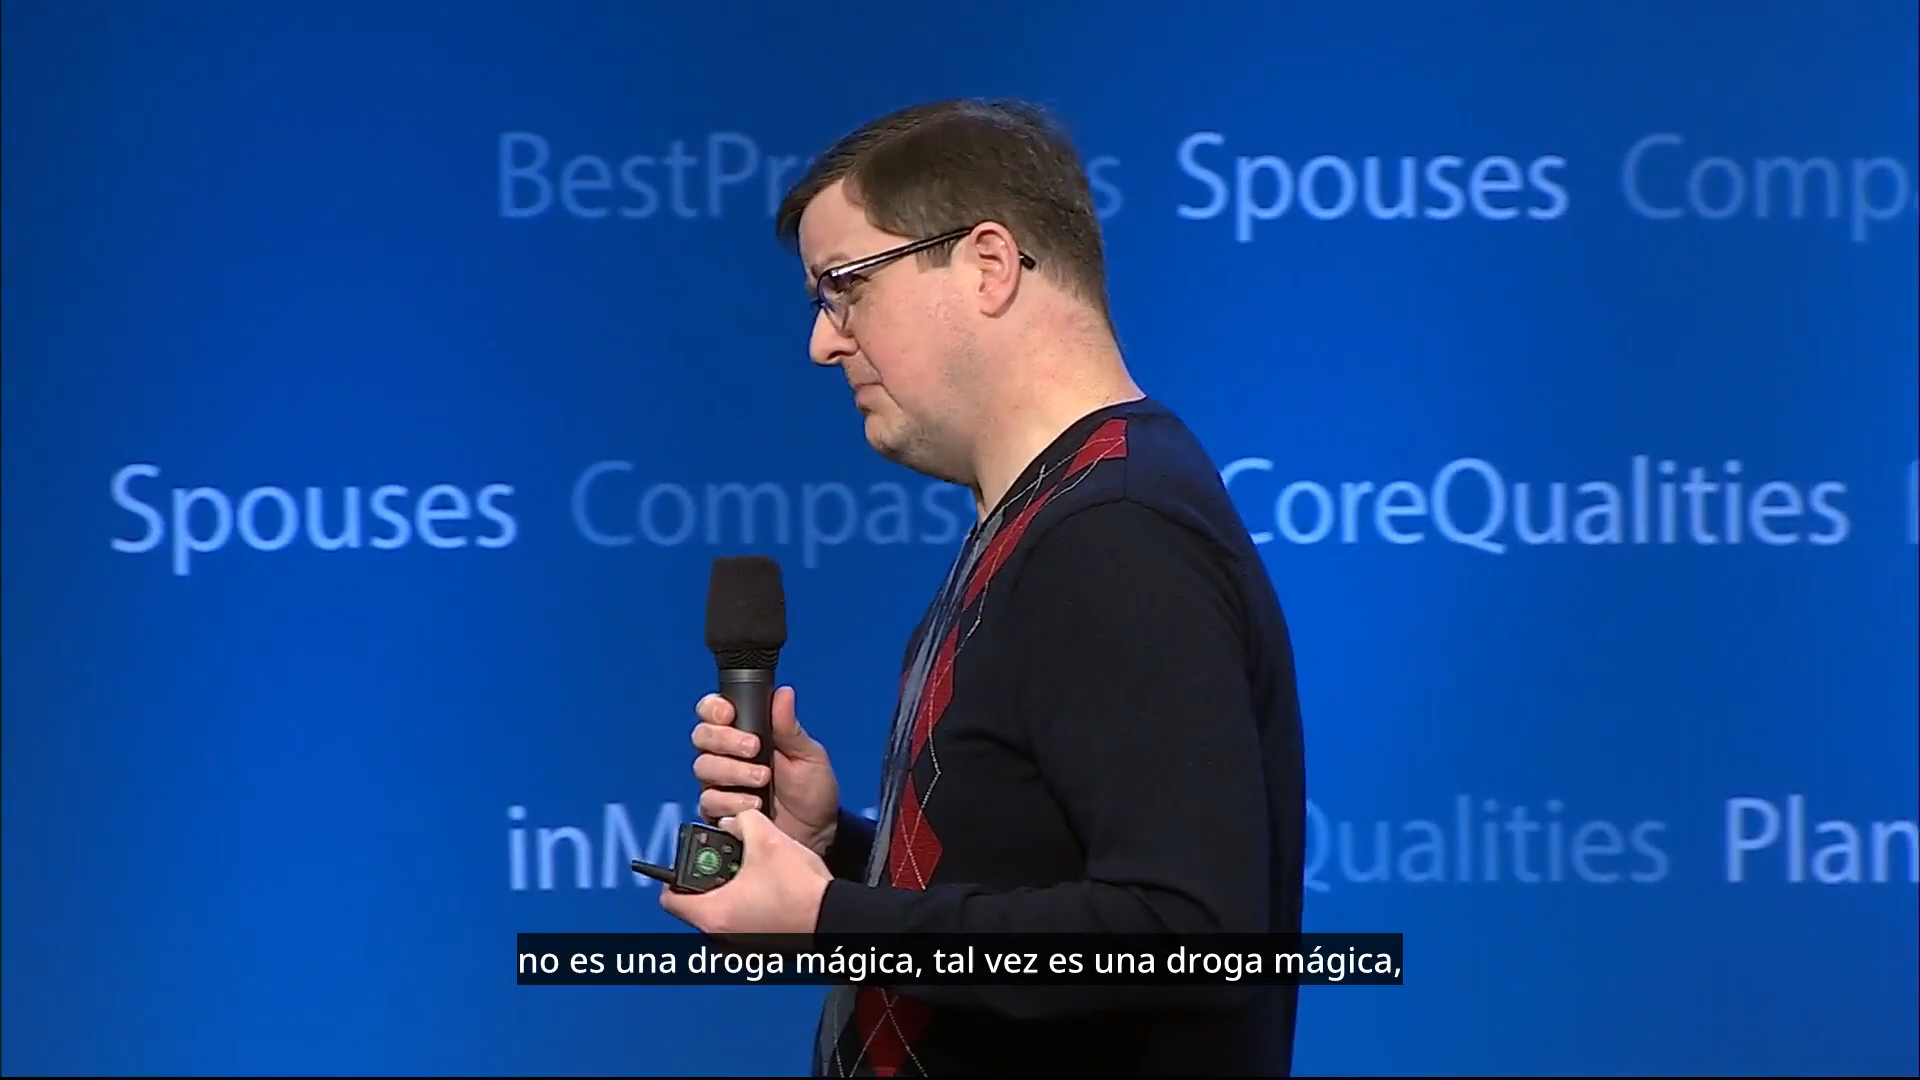 BestPr s Spouses Comp
Spouses Compas CoreQualities
inM Qualities Plan
no es una droga mágica, tal vez es una droga mágica,